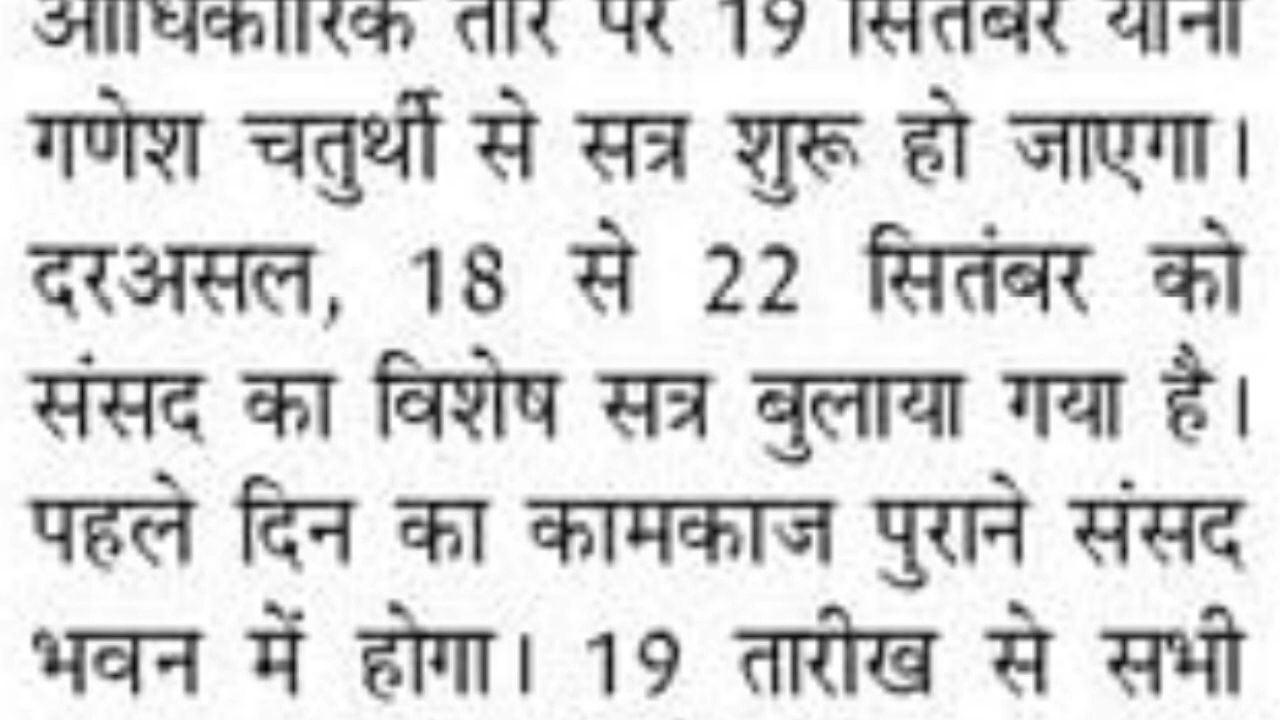 आधिकारिक तौर पर 19 सितंबर यानी
गणेश चतुर्थी से सत्र शुरू हो जाएगा।
दरअसल, 18 से 22 सितंबर को
संसद का विशेष सत्र बुलाया गया है।
पहले दिन का कामकाज पुराने संसद
भवन में होगा। 19 तारीख से सभी